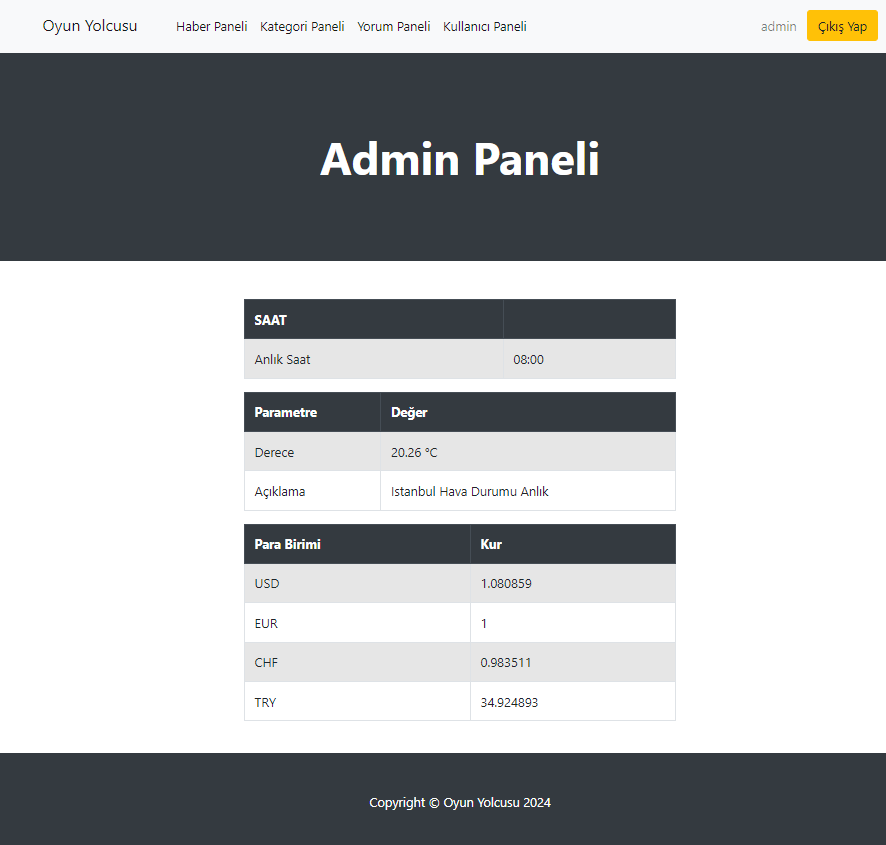 Oyun Yolcusu Haber Paneli Kategori Paneli Yorum Paneli Kullanıcı Paneli admin Çıkış Yap
Admin Paneli
SAAT
Anlık Saat 08:00
Parametre Değer
Derece 20.26 °C
Açıklama Istanbul Hava Durumu Anlık
Para Birimi Kur
USD 1.080859
EUR 1
CHF 0.983511
TRY 34.924893
Copyright © Oyun Yolcusu 2024